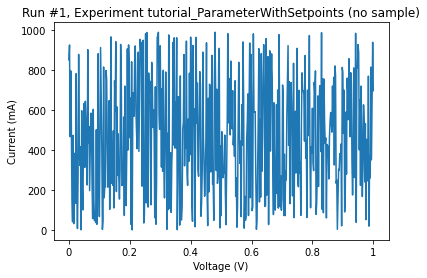 Run #1, Experiment tutorial_ParameterWithSetpoints (no sample)
1000
800
600
400
200
0
Current (mA)
0 0.2 0.4 0.6 0.8 1
Voltage (V)